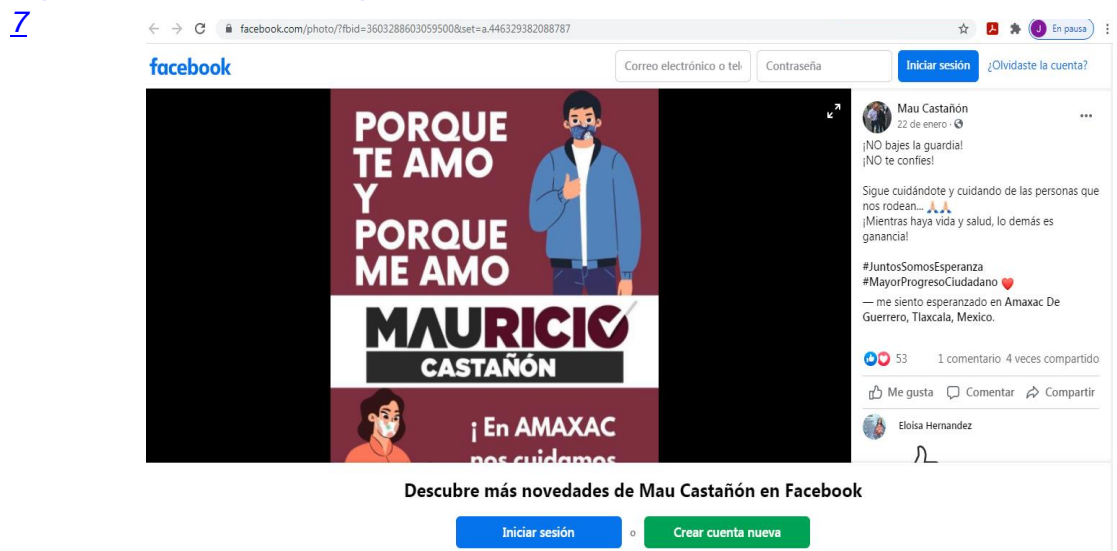 7
facebook.com/photo/?fbid=3603288603059500&set=a.446329382088787
J
En pausa
facebook
Correo electrónico o tel
Contraseña
Iniciar sesión
¿Olvidaste la cuenta?
PORQUE
TE AMO
Y
PORQUE
ME AMO
MAURICIO
CASTAÑÓN
¡ En AMAXAC
nos cuidamos
Mau Castañón
22 de enero ·
¡NO bajes la guardia!
¡NO te confíes!
Sigue cuidándote y cuidando de las personas que
nos rodean... 🙏🙏
¡Mientras haya vida y salud, lo demás es
ganancia!
#JuntosSomosEsperanza
#MayorProgresoCiudadano ❤️
— me siento esperanzado en Amaxac De
Guerrero, Tlaxcala, Mexico.
53
1 comentario 4 veces compartido
Me gusta
Comentar
Compartir
Eloisa Hernandez
Descubre más novedades de Mau Castañón en Facebook
Iniciar sesión
o
Crear cuenta nueva